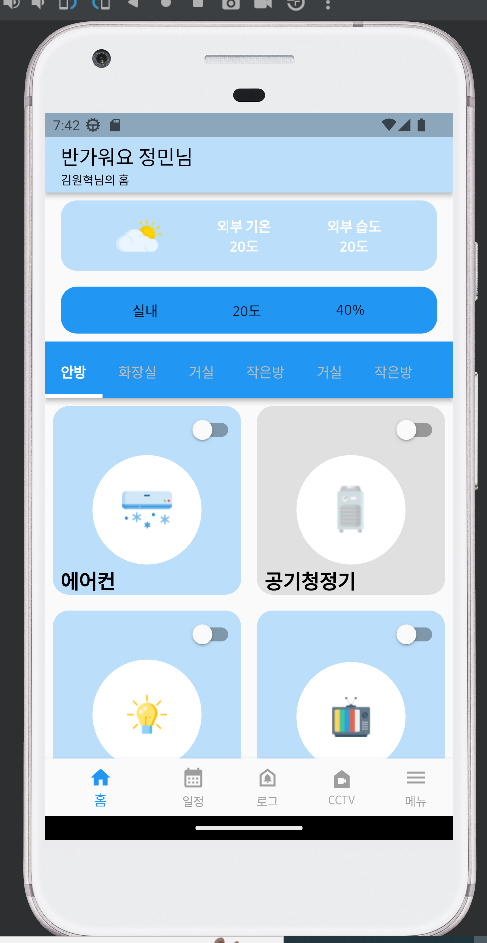 7:42
반가워요 정민님
김원혁님의 홈
외부 기온 외부 습도
20도 20도
실내 20도 40%
안방 화장실 거실 작은방 거실 작은방
에어컨 공기청정기
홈 일정 로그 CCTV 메뉴